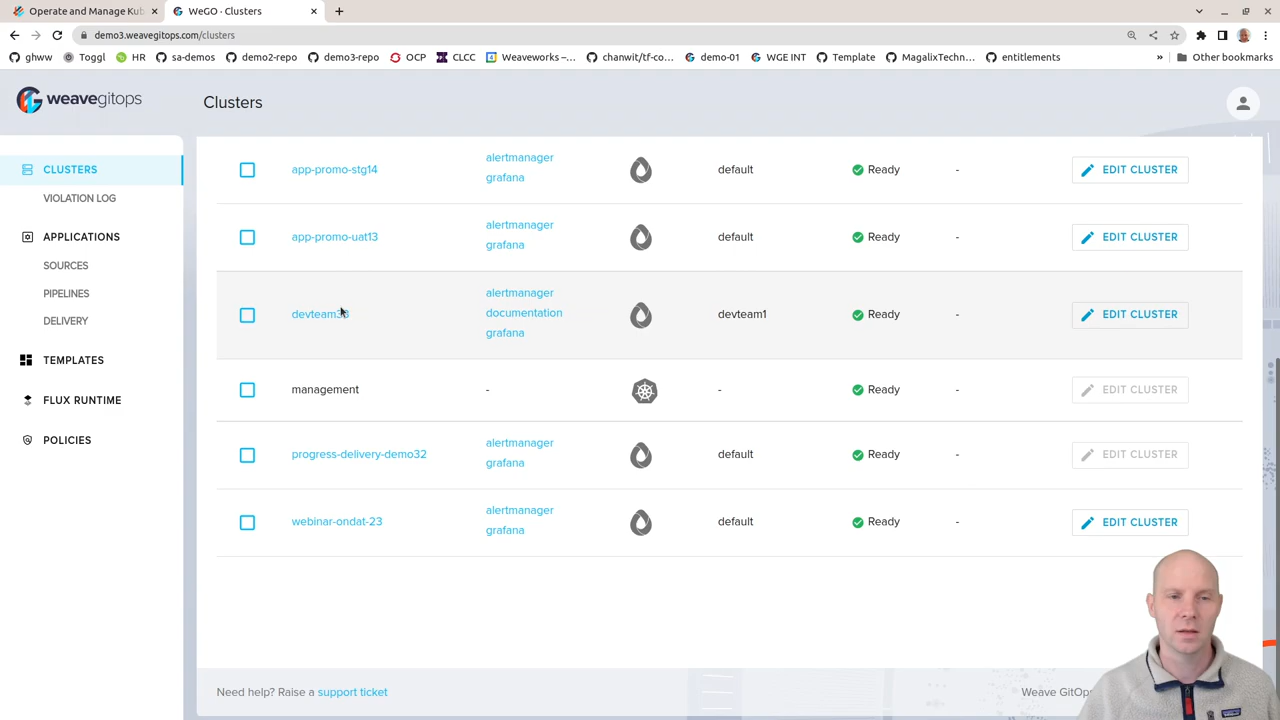 Operate and Manage Kub
WeGO · Clusters
demo3.weavegitops.com/clusters
ghww
Toggl
HR
sa-demos
demo2-repo
demo3-repo
OCP
CLCC
Weaveworks –...
chanwit/tf-co...
demo-01
WGE INT
Template
MagalixTechn...
entitlements
»
Other bookmarks
weavegitops
Clusters
CLUSTERS
VIOLATION LOG
APPLICATIONS
SOURCES
PIPELINES
DELIVERY
TEMPLATES
FLUX RUNTIME
POLICIES
app-promo-stg14
alertmanager
grafana
default
Ready
-
EDIT CLUSTER
app-promo-uat13
alertmanager
grafana
default
Ready
-
EDIT CLUSTER
alertmanager
documentation
grafana
devteam1
Ready
-
EDIT CLUSTER
management
-
-
Ready
-
EDIT CLUSTER
progress-delivery-demo32
alertmanager
grafana
default
Ready
-
EDIT CLUSTER
webinar-ondat-23
alertmanager
grafana
default
Ready
-
EDIT CLUSTER
Need help? Raise a support ticket
Weave GitOp